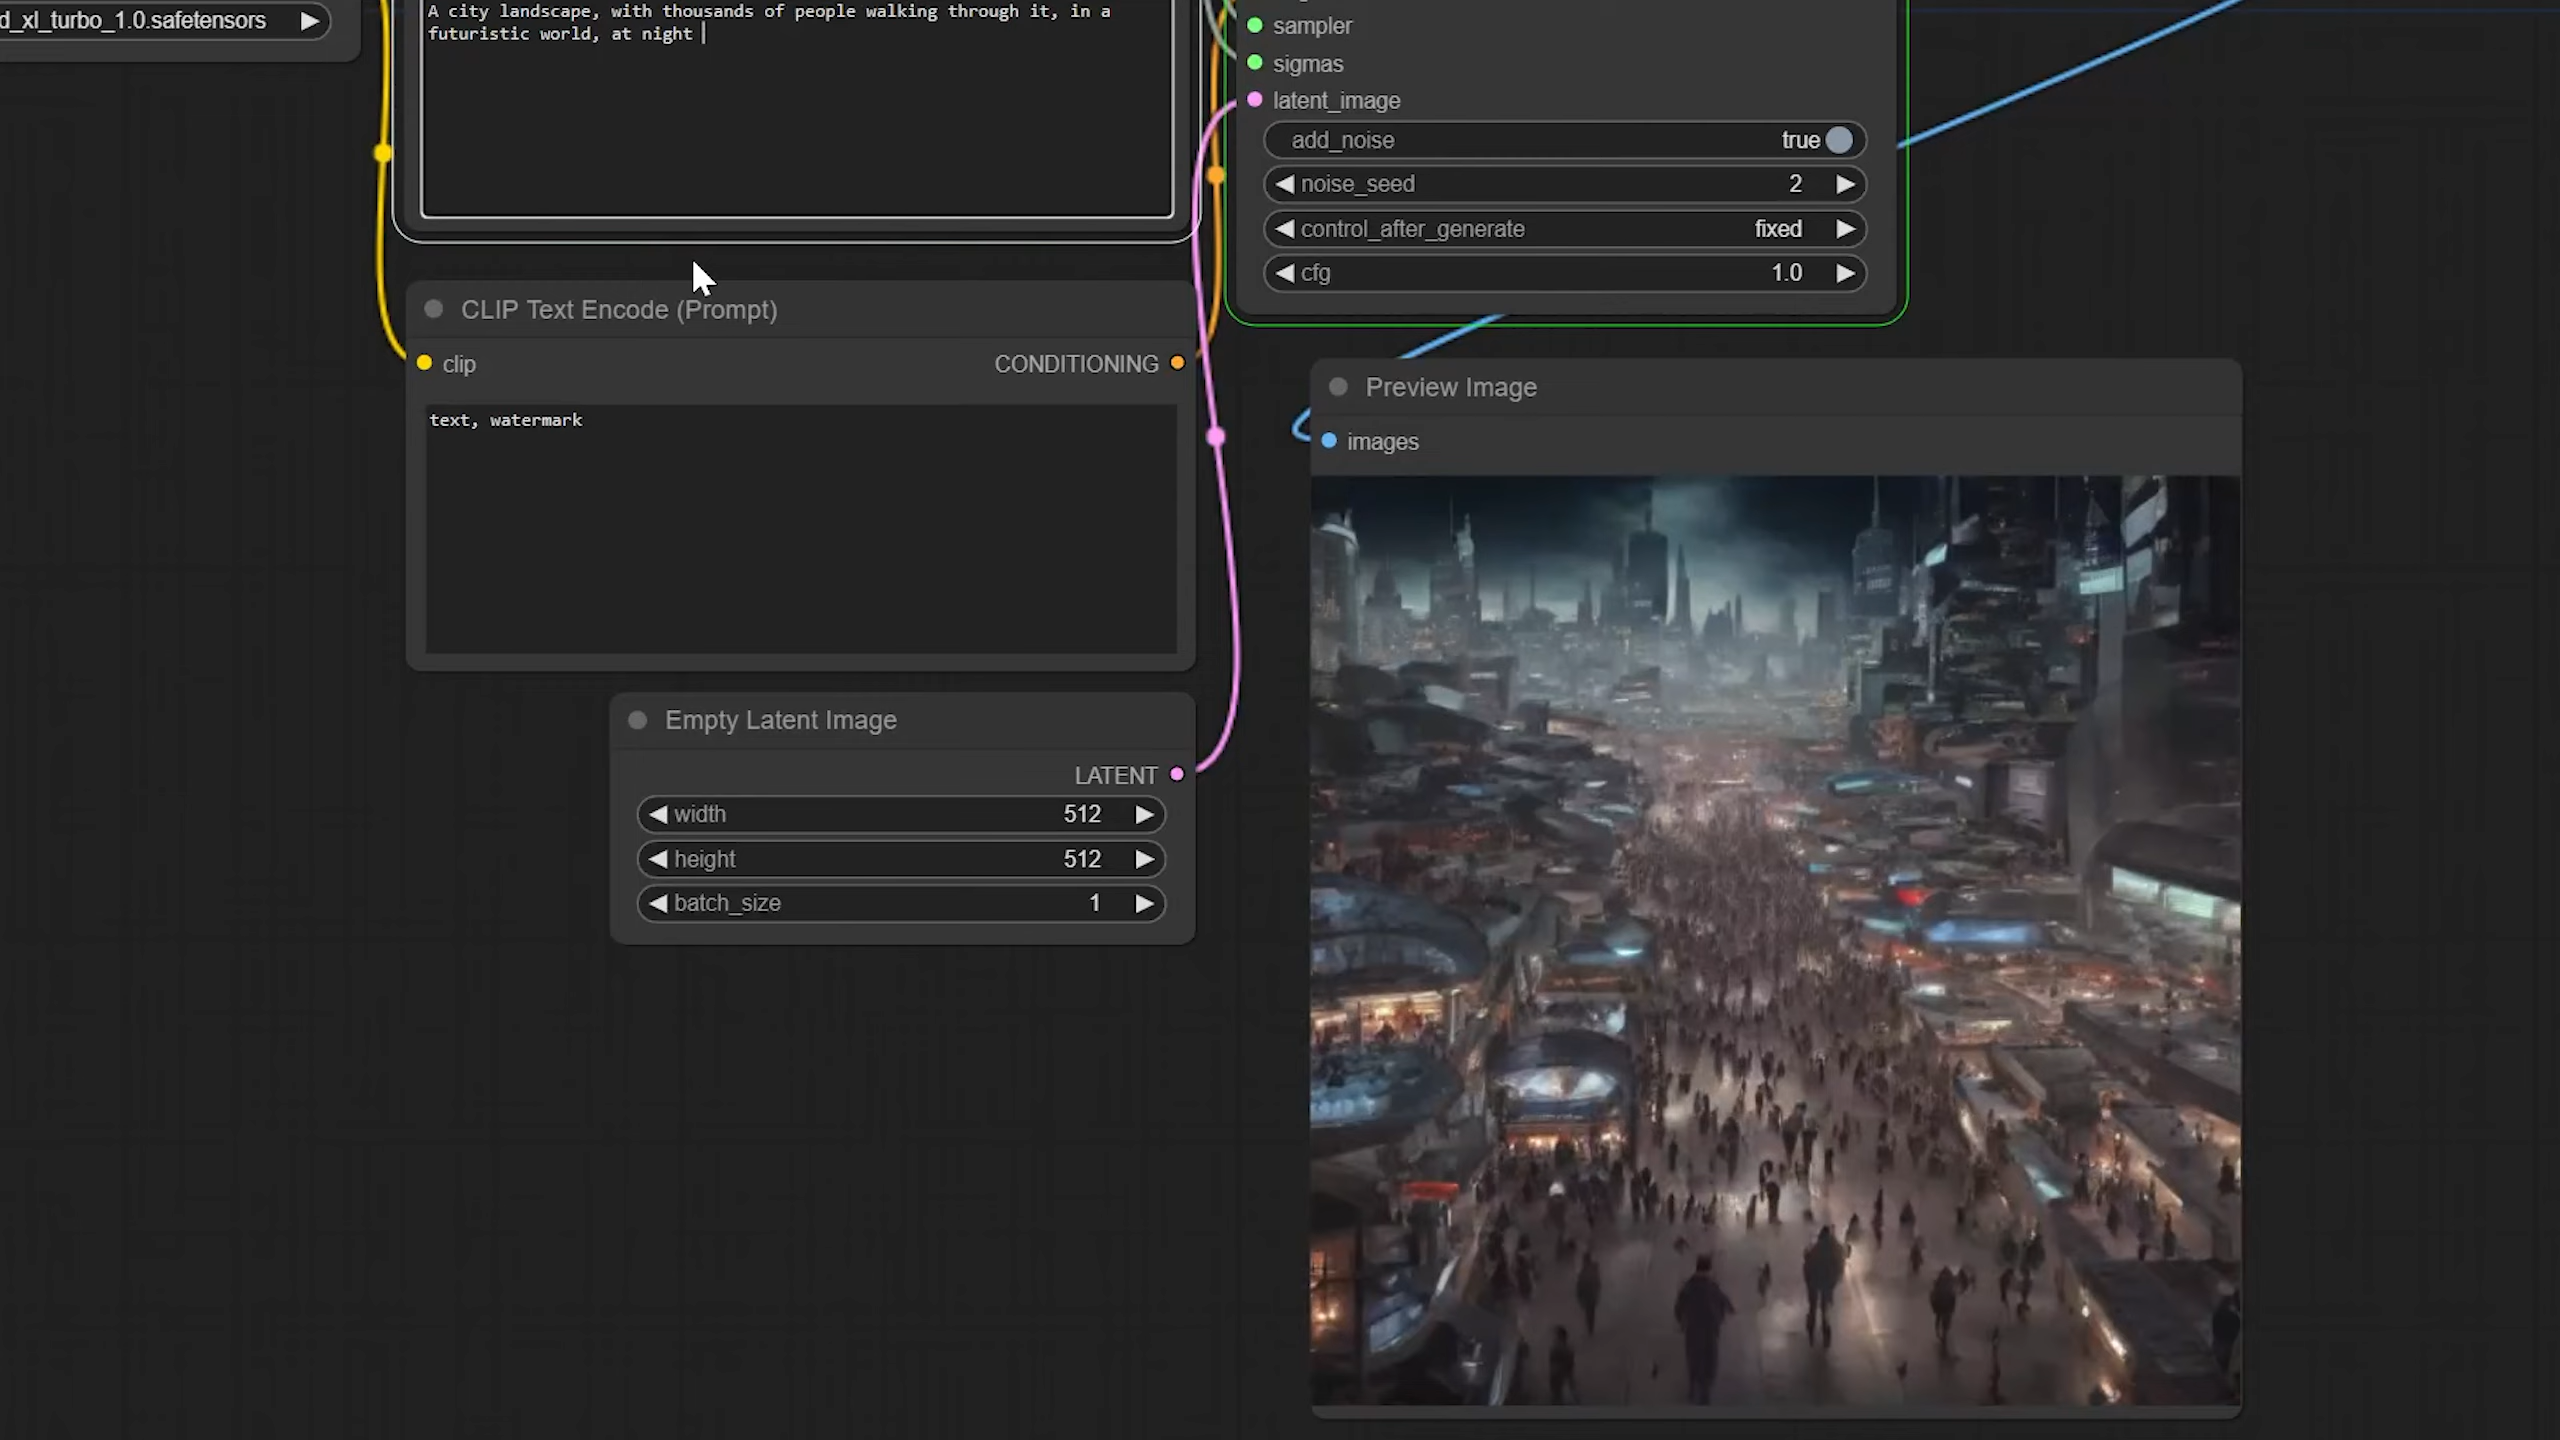 d_xl_turbo_1.0.safetensors
A city landscape, with thousands of people walking through it, in a
futuristic world, at night
sampler
sigmas
latent_image
add_noise true
noise_seed 2
control_after_generate fixed
cfg 1.0
CLIP Text Encode (Prompt)
clip CONDITIONING
text, watermark
Preview Image
images
Empty Latent Image
LATENT
width 512
height 512
batch_size 1